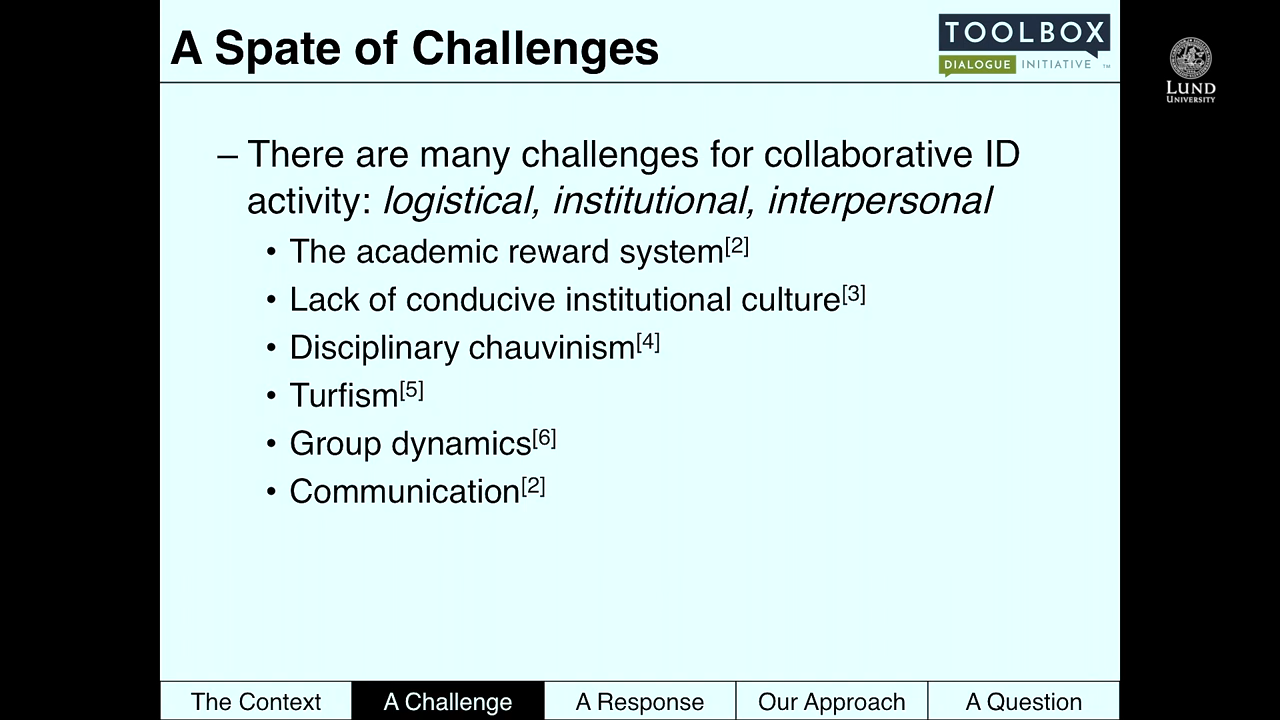 A Spate of Challenges
TOOLBOX
DIALOGUE INITIATIVE ™
LUND
UNIVERSITY
– There are many challenges for collaborative ID
activity: logistical, institutional, interpersonal
• The academic reward system[2]
• Lack of conducive institutional culture[3]
• Disciplinary chauvinism[4]
• Turfism[5]
• Group dynamics[6]
• Communication[2]
The Context A Challenge A Response Our Approach A Question